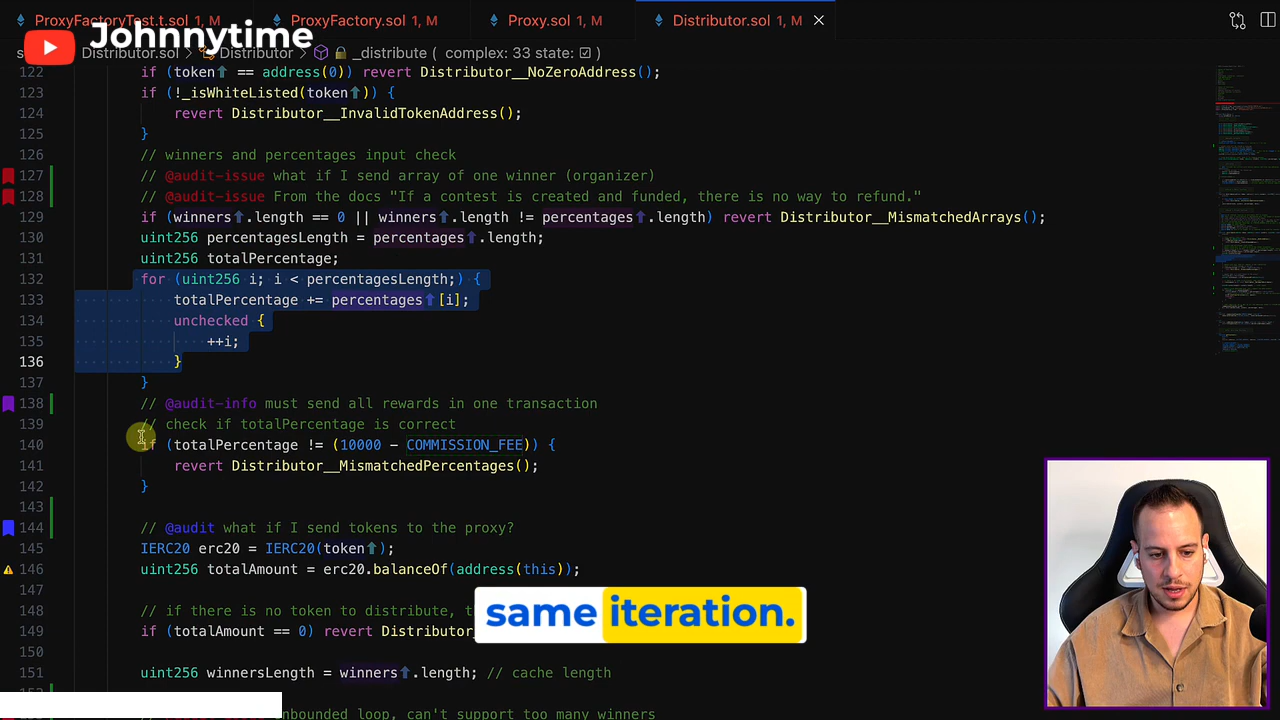 ProxyFactoryTest.t.sol 1, M ProxyFactory.sol 1, M Proxy.sol 1, M Distributor.sol 1, M
Johnnytime
Distributor.sol > Distributor > _distribute ( complex: 33 state: )
122 if (token == address(0)) revert Distributor__NoZeroAddress();
123 if (!_isWhiteListed(token)) {
124 revert Distributor__InvalidTokenAddress();
125 }
126 // winners and percentages input check
127 // @audit-issue what if I send array of one winner (organizer)
128 // @audit-issue From the docs: "If a contest is created and funded, there is no way to refund."
129 if (winners.length == 0 || winners.length != percentages.length) revert Distributor__MismatchedArrays();
130 uint256 percentagesLength = percentages.length;
131 uint256 totalPercentage;
132 for (uint256 i; i < percentagesLength;) {
133 totalPercentage += percentages[i];
134 unchecked {
135 ++i;
136 }
137 }
138 // @audit-info must send all rewards in one transaction
139 // check if totalPercentage is correct
140 if (totalPercentage != (10000 - COMMISSION_FEE)) {
141 revert Distributor__MismatchedPercentages();
142 }
143
144 // @audit what if I send tokens to the proxy?
145 IERC20 erc20 = IERC20(token);
146 uint256 totalAmount = erc20.balanceOf(address(this));
147
148 // if there is no token to distribute, t
149 if (totalAmount == 0) revert Distributor
same iteration.
150
151 uint256 winnersLength = winners.length; // cache length
unbounded loop, can't support too many winners